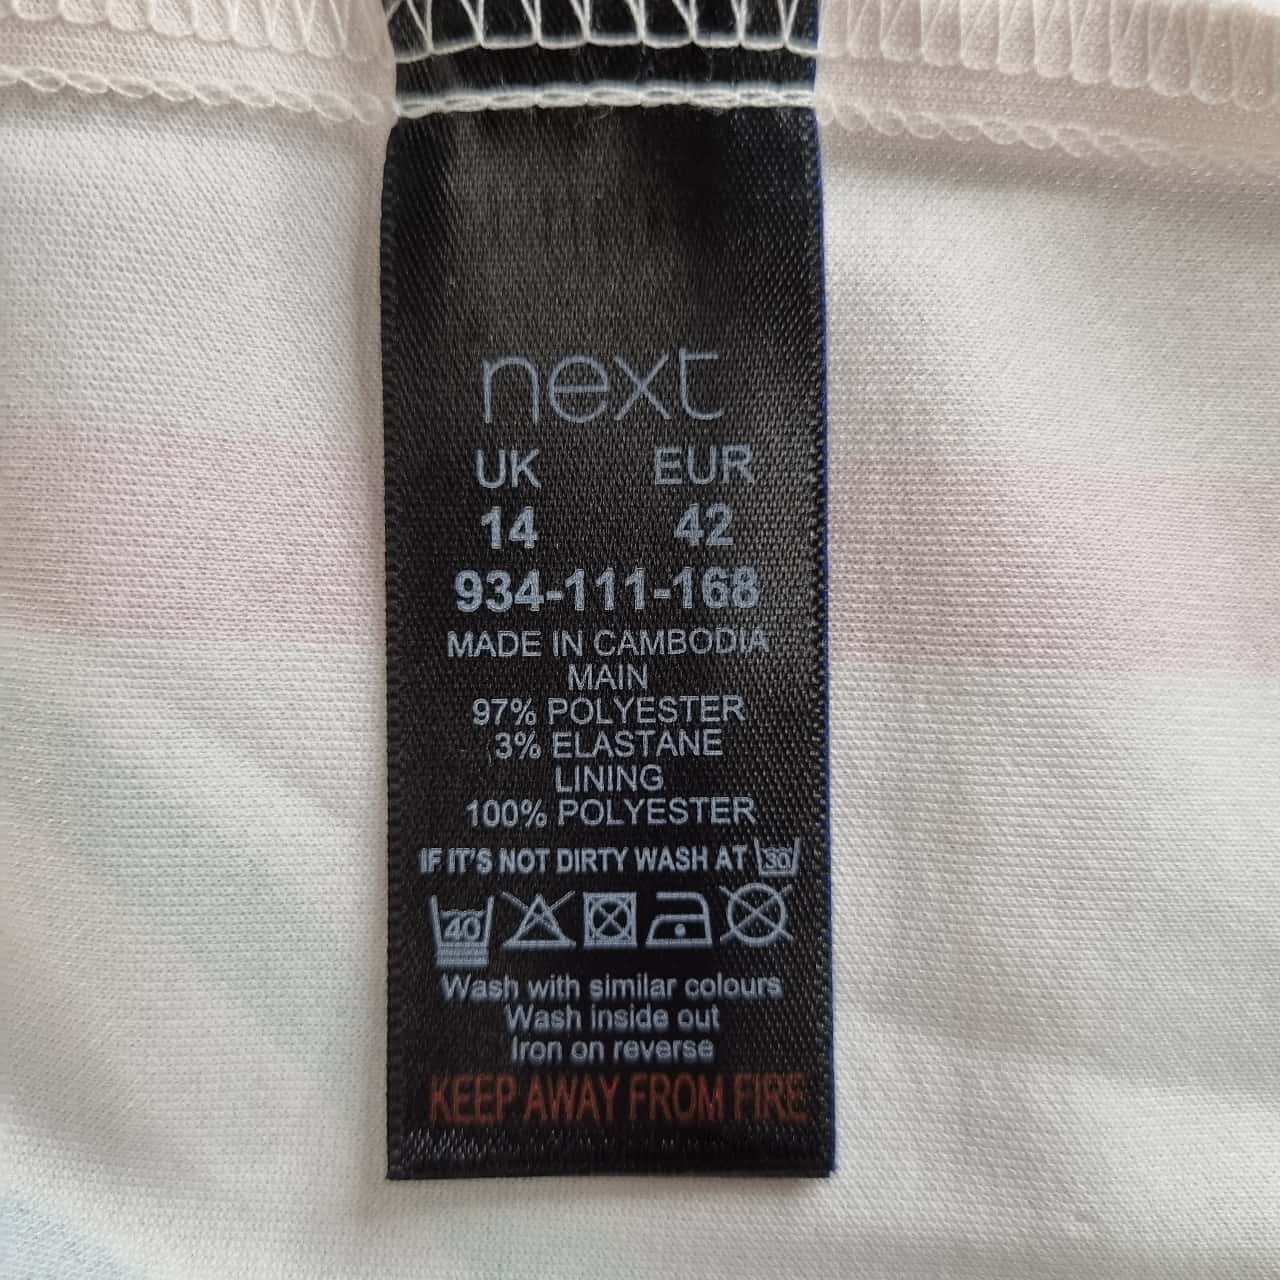 next
UK EUR
14 42
934-111-168
MADE IN CAMBODIA
MAIN
97% POLYESTER
3% ELASTANE
LINING
100% POLYESTER
IF IT'S NOT DIRTY WASH AT 30
40
Wash with similar colours
Wash inside out
Iron on reverse
KEEP AWAY FROM FIRE